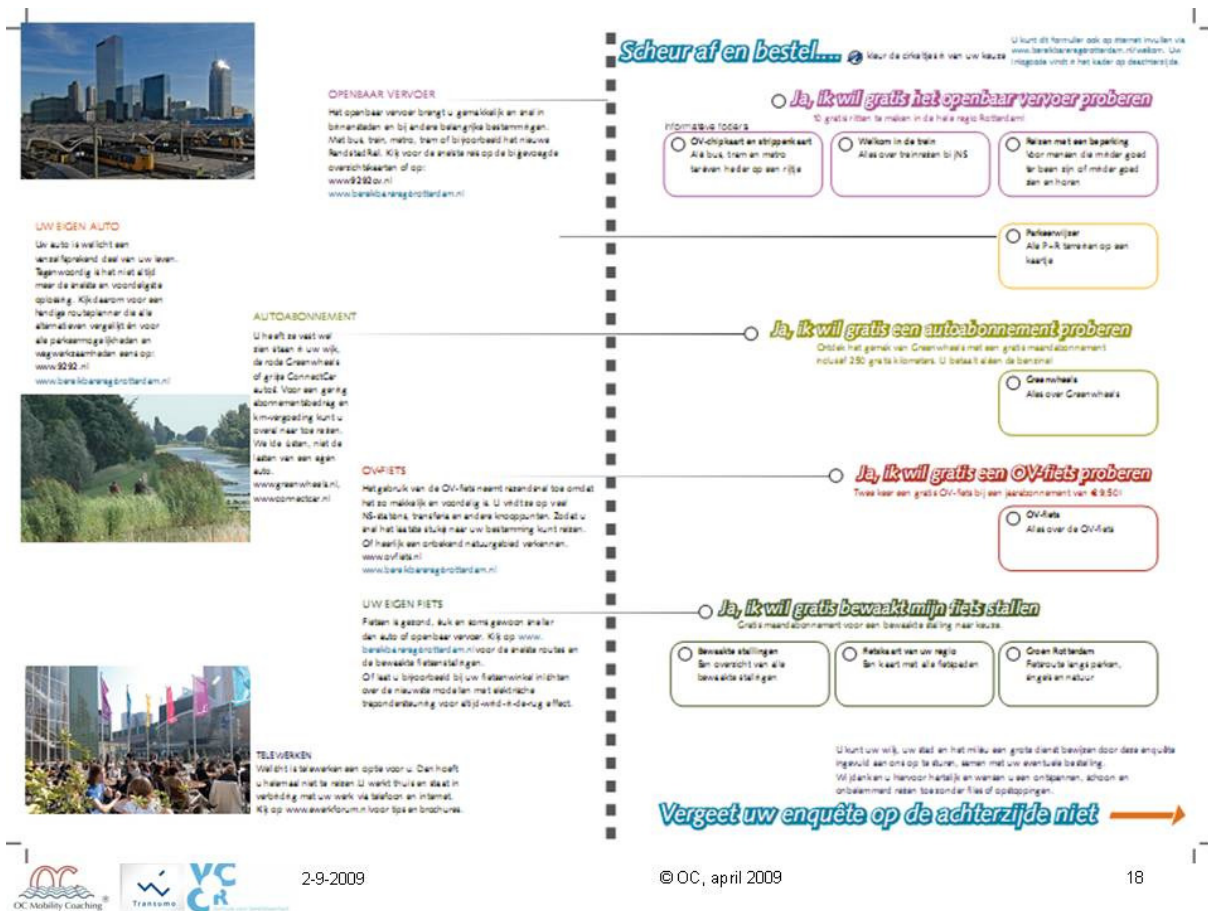 Scheur af en bestel....
kleur de cirkeltjes in van uw keuze
U kunt dit formulier ook op internet invullen via
www.bereikbareregiorotterdam.nl/welkom. Uw
inlogcode vindt in het kader op deachterzijde.
OPENBAAR VERVOER
Het openbaar vervoer brengt u gemakkelijk en snel in
binnensteden en bij andere belangrijke bestemmingen.
Met bus, trein, metro, tram of bijvoorbeeld het nieuwe
RandstadRail. Kijk voor de snelste reis op de bijgevoegde
overzichtskaarten of op:
www.9292ov.nl
www.bereikbareregiorotterdam.nl
Ja, ik wil gratis het openbaar vervoer proberen
10 gratis ritten te maken in de hele regio Rotterdam!
Informatieve folders
OV-chipkaart en strippenkaart
Alle bus, tram en metro
tarieven helder op een rijtje
Welkom in de trein
Alles over treinreizen bij NS
Reizen met een beperking
Voor mensen die minder goed
ter been zijn of minder goed
zien en horen
UW EIGEN AUTO
Uw auto is wellicht een
vanzelfsprekend deel van uw leven.
Tegenwoordig is het niet altijd
meer de snelste en voordeligste
oplossing. Kijk daarom voor een
handige routeplanner die alle
alternatieven vergelijkt én voor
alle parkeermogelijkheden en
wegwerkzaamheden eens op:
www.9292.nl
www.bereikbareregiorotterdam.nl
Parkeerwijzer
Alle P+R terreinen op een
kaartje
AUTOABONNEMENT
U heeft ze vast wel
zien staan in uw wijk,
de rode Greenwheels
of grijze ConnectCar
auto's. Voor een gering
abonnementsbedrag en
km-vergoeding kunt u
overal naar toe reizen.
Wel de lusten, niet de
lasten van een eigen
auto.
www.greenwheels.nl,
www.connectcar.nl
Ja, ik wil gratis een autoabonnement proberen
Ontdek het gemak van Greenwheels met een gratis maandabonnement
inclusief 250 gratis kilometers. U betaalt alleen de benzine!
Greenwheels
Alles over Greenwheels
OV-FIETS
Het gebruik van de OV-fiets neemt razendsnel toe omdat
het zo makkelijk en voordelig is. U vindt ze op veel
NS-stations, transferia en andere knooppunten. Zodat u
snel het laatste stukje naar uw bestemming kunt reizen.
Of heerlijk een onbekend natuurgebied verkennen.
www.ovfiets.nl
www.bereikbareregiorotterdam.nl
Ja, ik wil gratis een OV-fiets proberen
Twee keer een gratis OV-fiets bij een jaarabonnement van € 9,50!
OV-fiets
Alles over de OV-fiets
UW EIGEN FIETS
Fietsen is gezond, leuk en soms gewoon sneller
dan auto of openbaar vervoer. Kijk op www.
bereikbareregiorotterdam.nl voor de snelste routes en
de bewaakte fietsenstallingen.
Of laat u bijvoorbeeld bij uw fietsenwinkel inlichten
over de nieuwste modellen met elektrische
trapondersteuning voor altijd-wind-in-de-rug effect.
Ja, ik wil gratis bewaakt mijn fiets stallen
Gratis maandabonnement voor een bewaakte stalling naar keuze.
Bewaakte stallingen
Een overzicht van alle
bewaakte stallingen
Fietskaart van uw regio
Een kaart met alle fietspaden
Groen Rotterdam
Fietsroute langs parken,
singels en natuur
TELEWERKEN
Wellicht is telewerken een optie voor u. Dan hoeft
u helemaal niet te reizen. U werkt thuis en staat in
verbinding met uw werk via telefoon en internet.
Kijk op www.ewerkforum.nl voor tips en brochures.
U kunt uw wijk, uw stad en het milieu een grote dienst bewijzen door deze enquête
ingevuld aan ons op te sturen, samen met uw eventuele bestelling.
Wij danken u hiervoor hartelijk en wensen u een ontspannen, schoon en
onbelemmerd reizen toe zonder files of opstoppingen.
Vergeet uw enquête op de achterzijde niet
OC Mobility Coaching
®
Transumo
VCCR
2-9-2009
© OC, april 2009
18